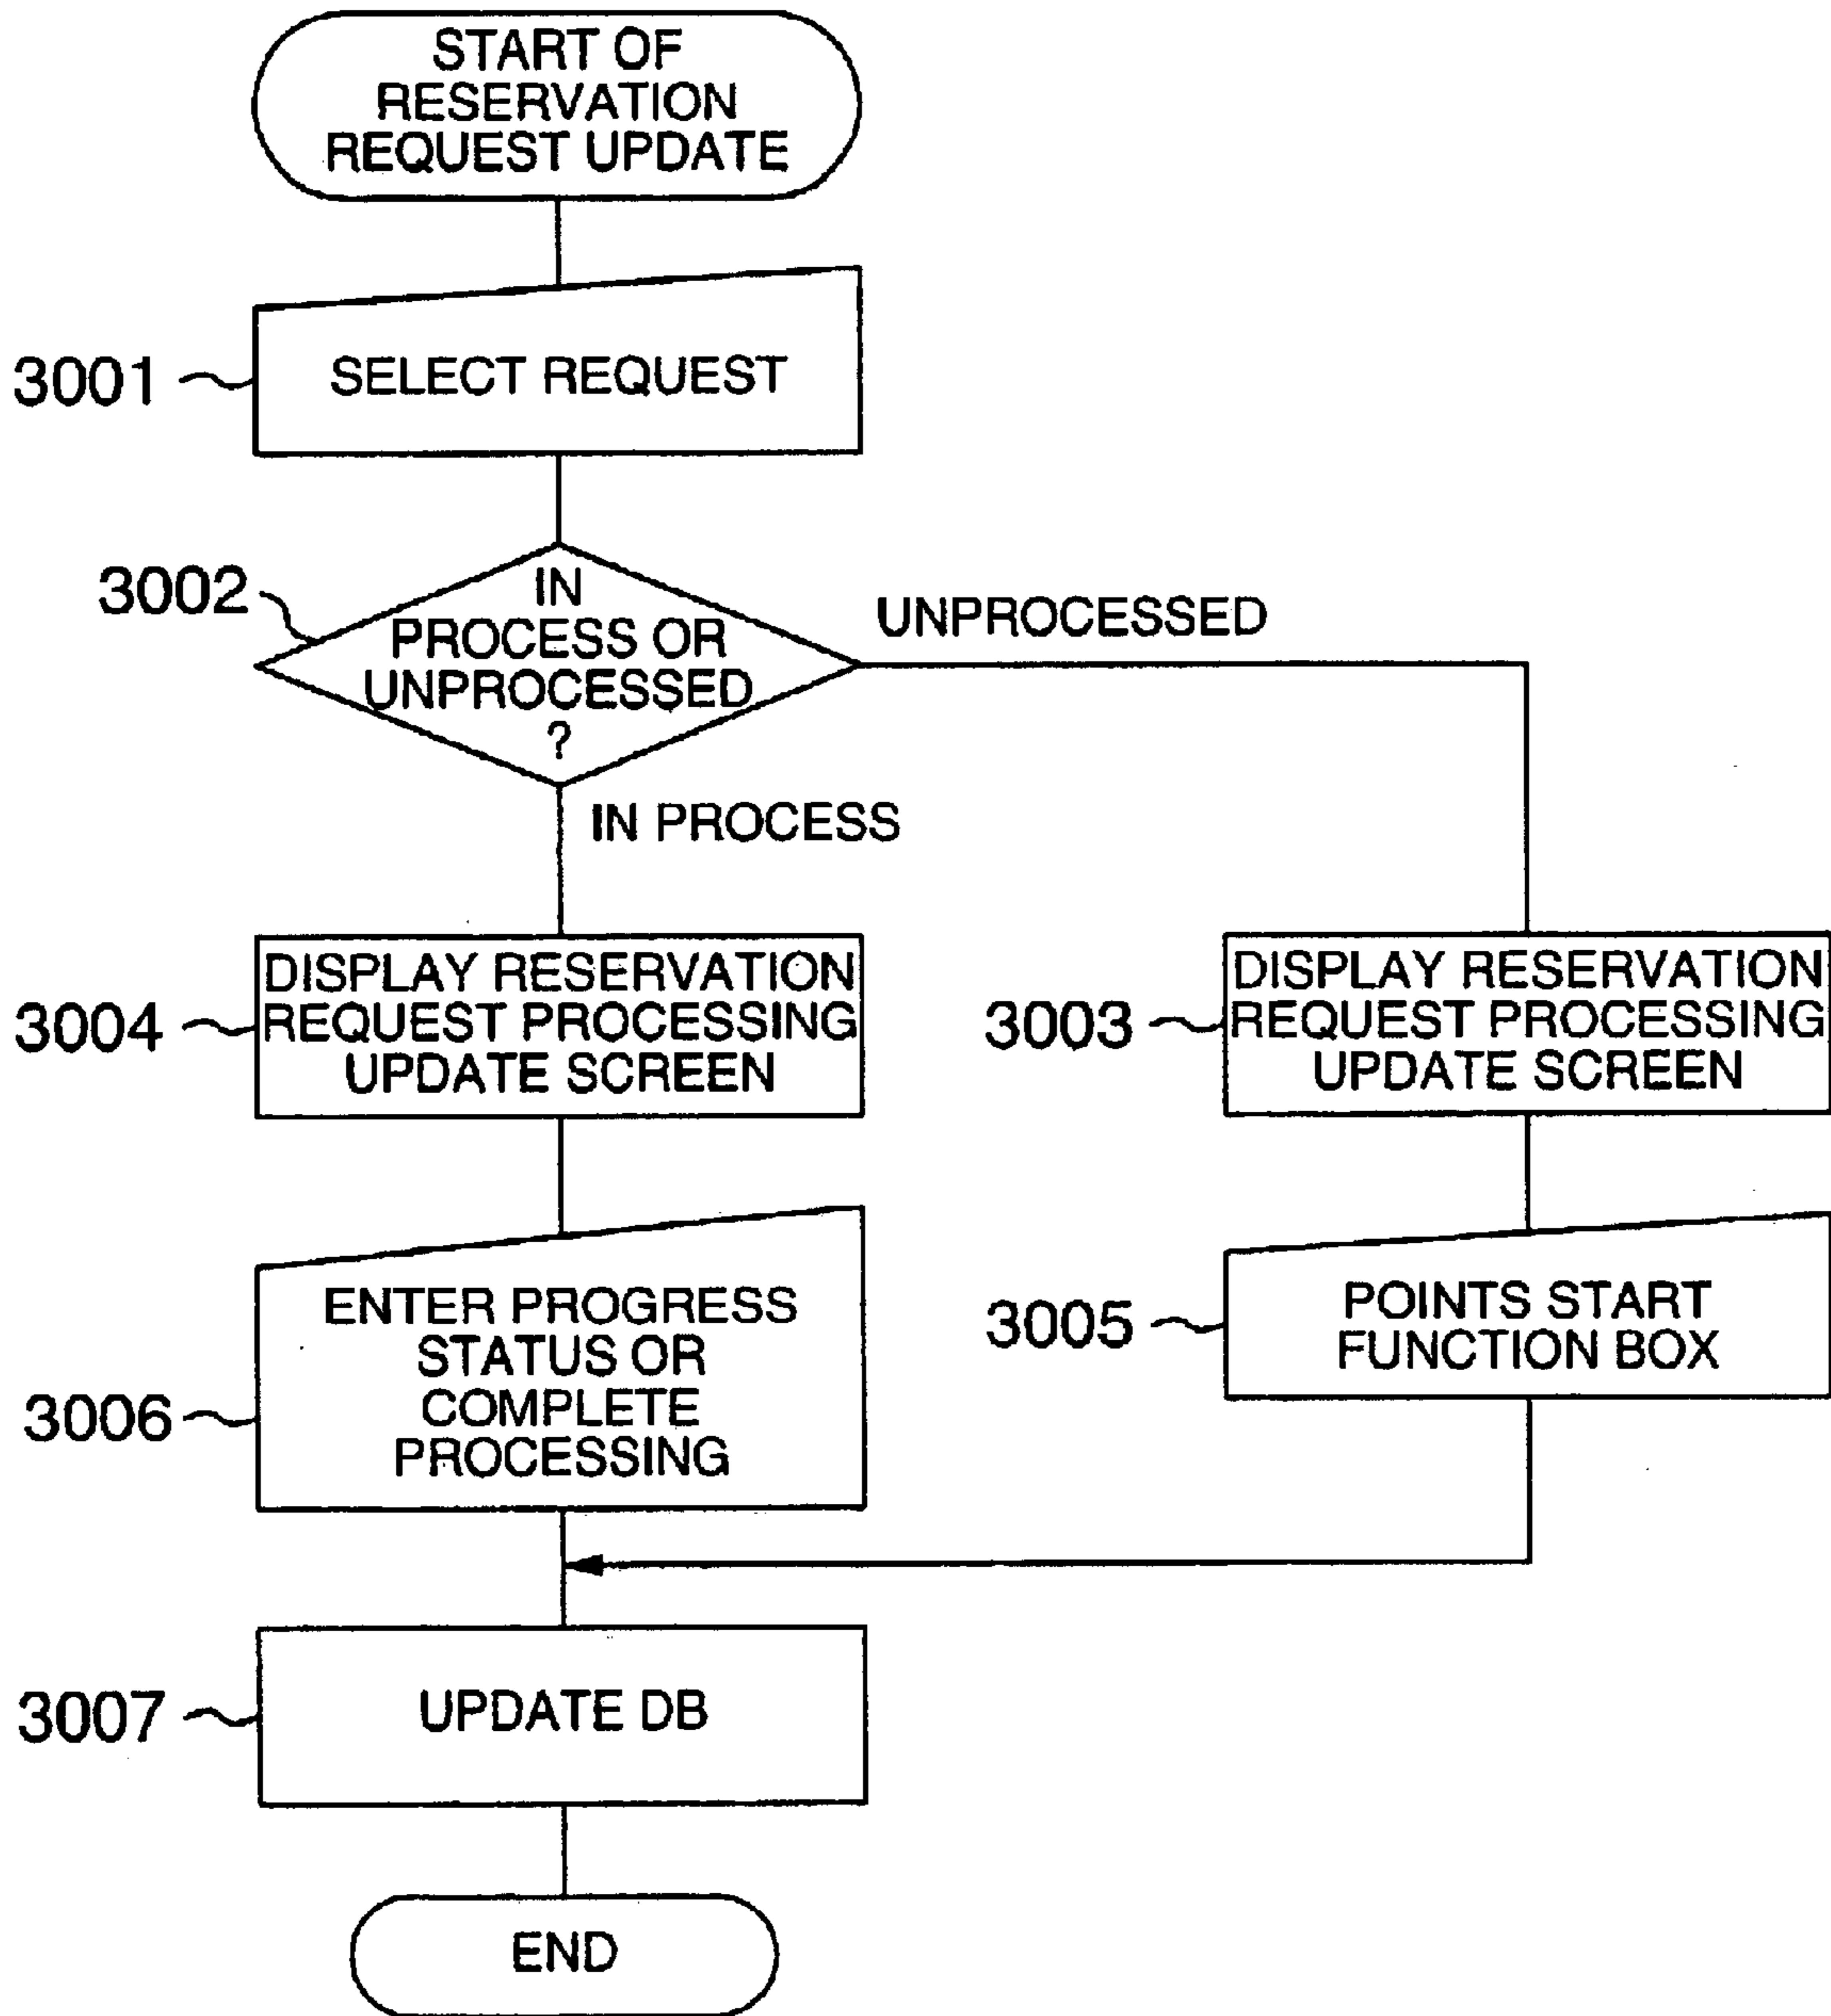 START OF
RESERVATION
REQUEST UPDATE
3001
SELECT REQUEST
3002
IN
PROCESS OR
UNPROCESSED
?
UNPROCESSED
IN PROCESS
3004
DISPLAY RESERVATION
REQUEST PROCESSING
UPDATE SCREEN
3003
DISPLAY RESERVATION
REQUEST PROCESSING
UPDATE SCREEN
3006
ENTER PROGRESS
STATUS OR
COMPLETE
PROCESSING
3005
POINTS START
FUNCTION BOX
3007
UPDATE DB
END